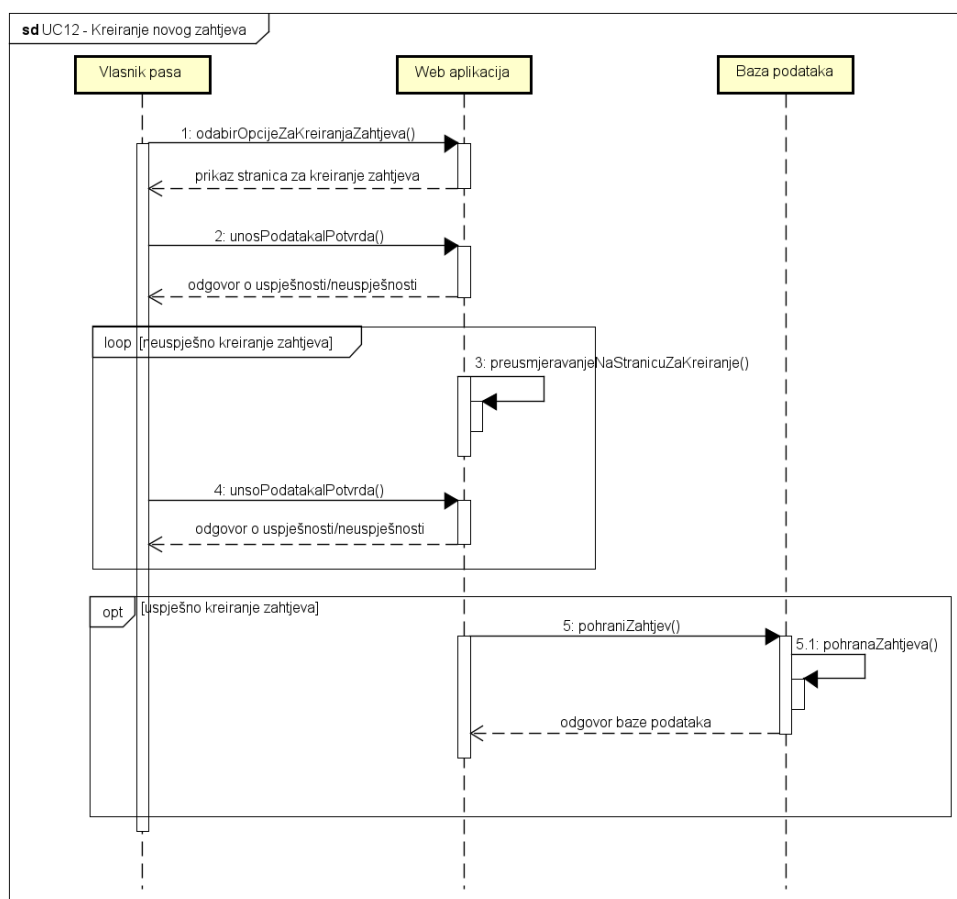 sd UC12 - Kreiranje novog zahtjeva
Vlasnik pasa
Web aplikacija
Baza podataka
1: odabirOpcijeZaKreiranjaZahtjeva()
prikaz stranica za kreiranje zahtjeva
2: unosPodatakaIPotvrda()
odgovor o uspješnosti/neuspješnosti
loop [neuspješno kreiranje zahtjeva]
3: preusmjeravanjeNaStranicuZaKreiranje()
4: unsoPodatakaIPotvrda()
odgovor o uspješnosti/neuspješnosti
opt [uspješno kreiranje zahtjeva]
5: pohraniZahtjev()
5.1: pohranaZahtjeva()
odgovor baze podataka